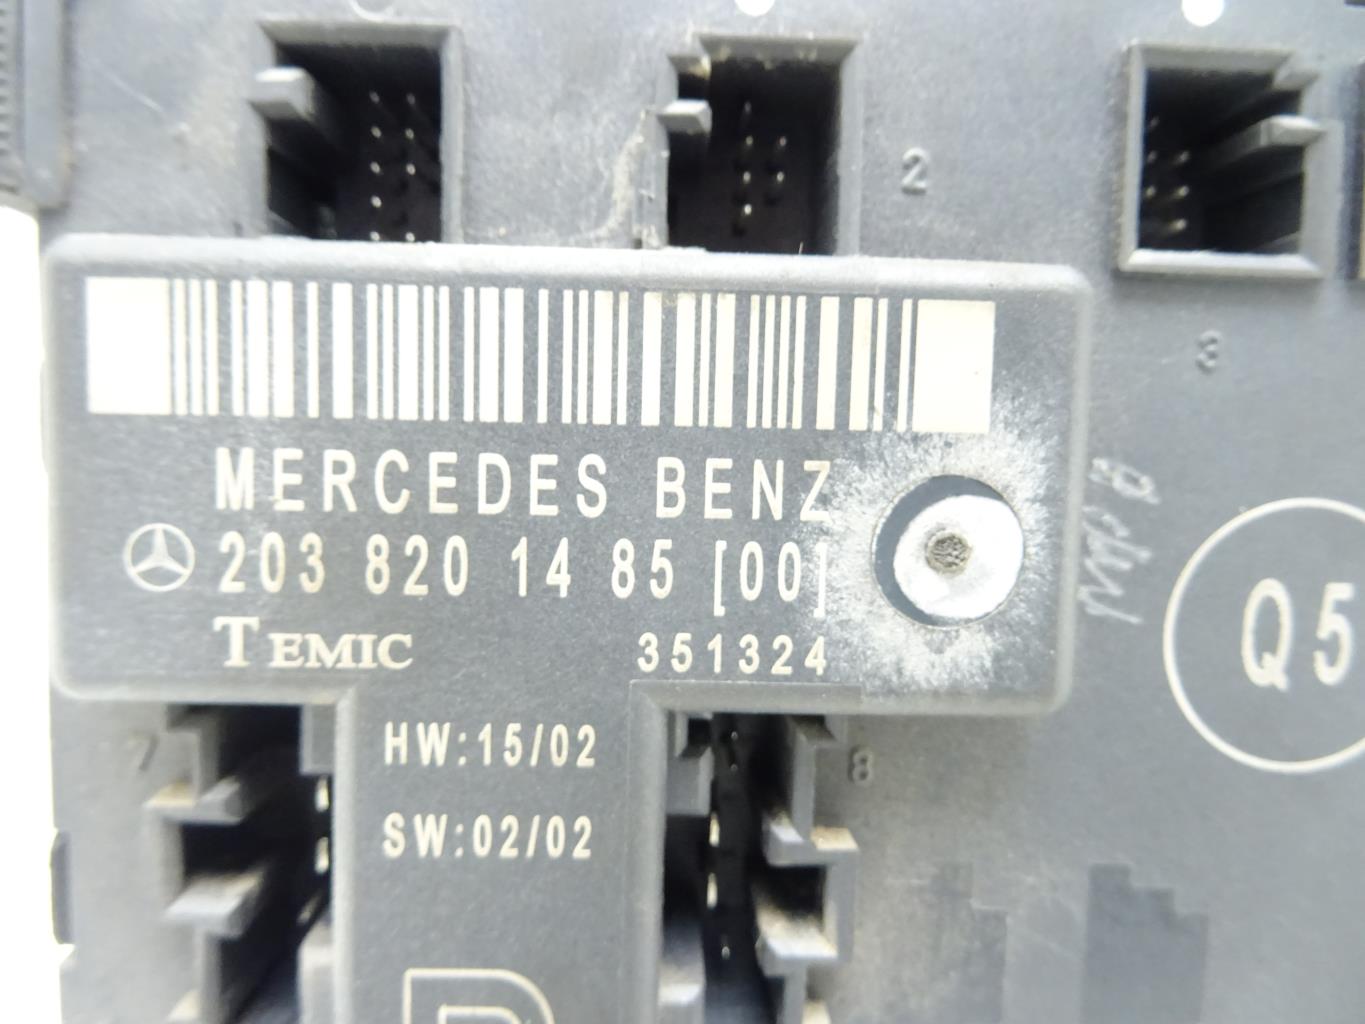 2
3
MERCEDES BENZ
203 820 14 85 [00]
TEMIC 351324
Q5
HW:15/02
7
8
SW:02/02